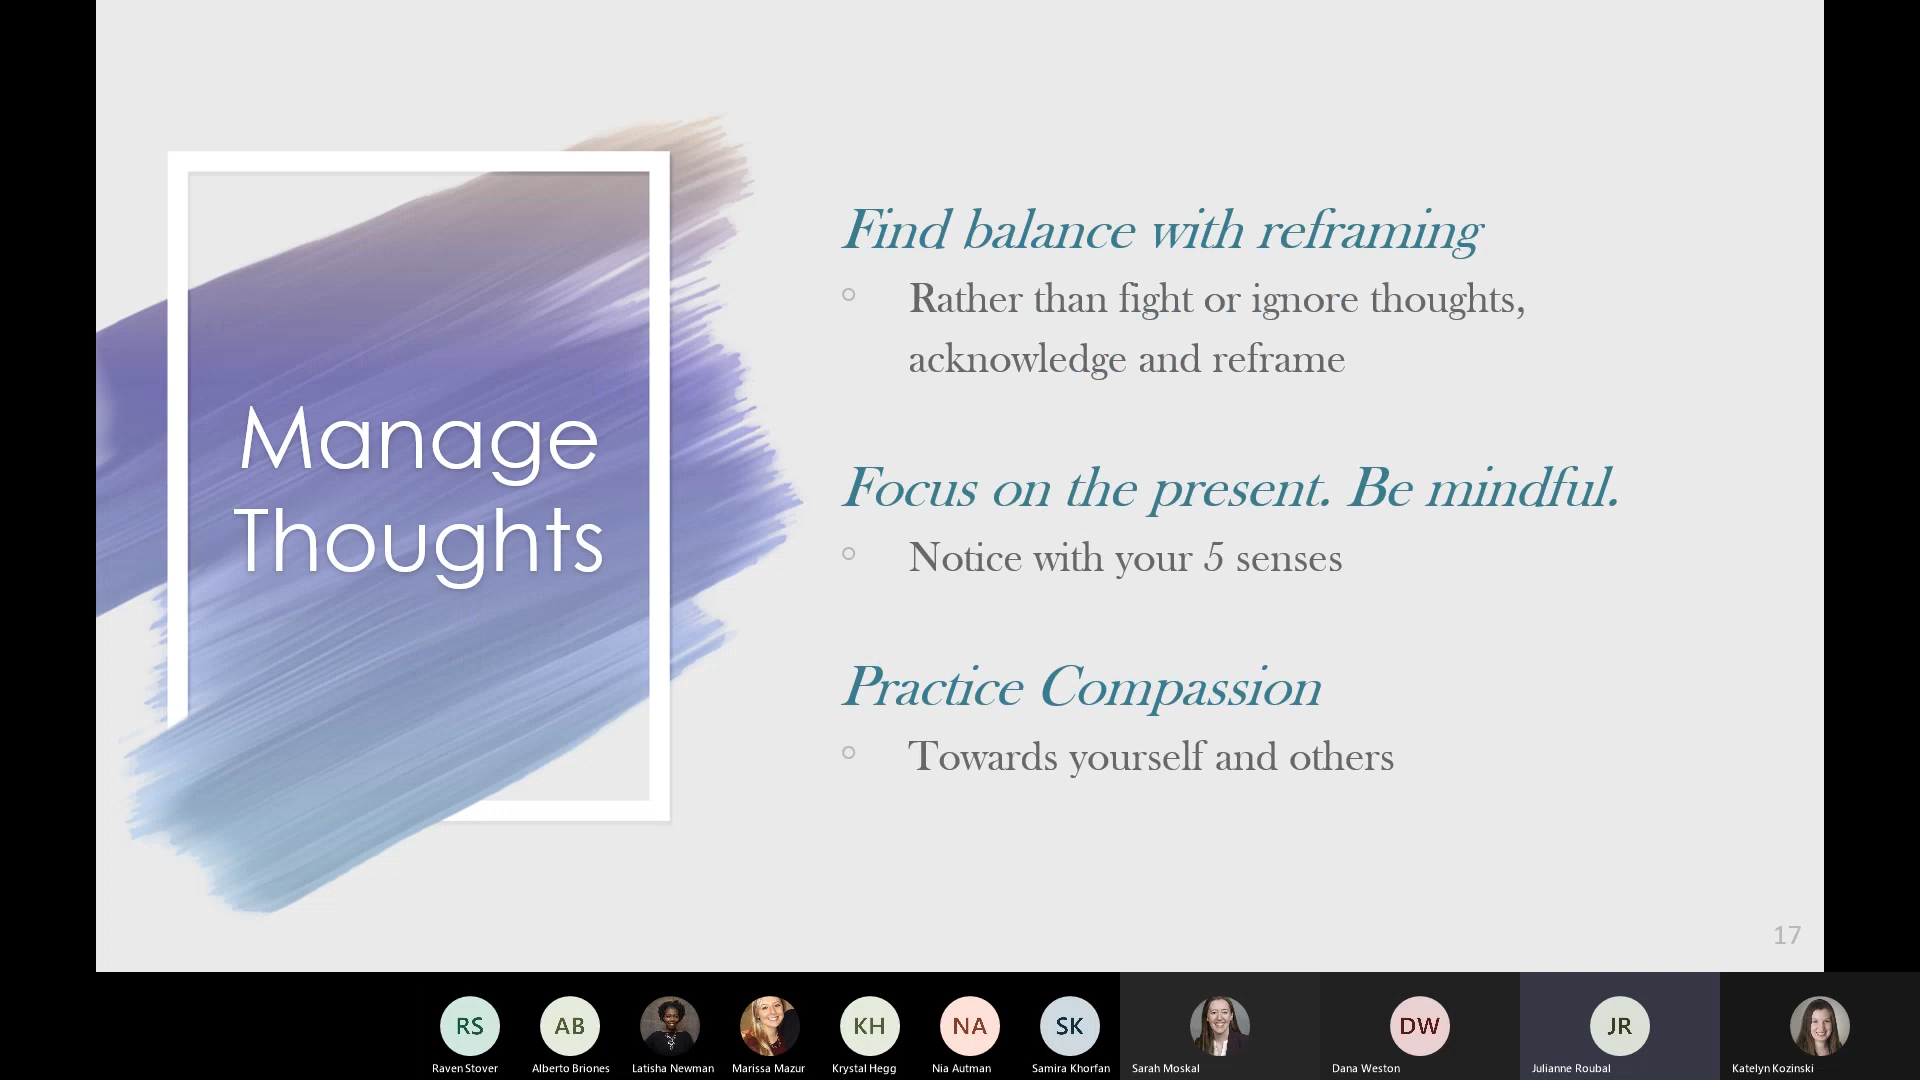 Manage
Thoughts
Find balance with reframing
Rather than fight or ignore thoughts,
acknowledge and reframe
Focus on the present. Be mindful.
Notice with your 5 senses
Practice Compassion
Towards yourself and others
17
RS
AB
KH
NA
SK
DW
JR
Raven Stover
Alberto Briones
Latisha Newman
Marissa Mazur
Krystal Hegg
Nia Autman
Samira Khorfan
Sarah Moskal
Dana Weston
Julianne Roubal
Katelyn Kozinski